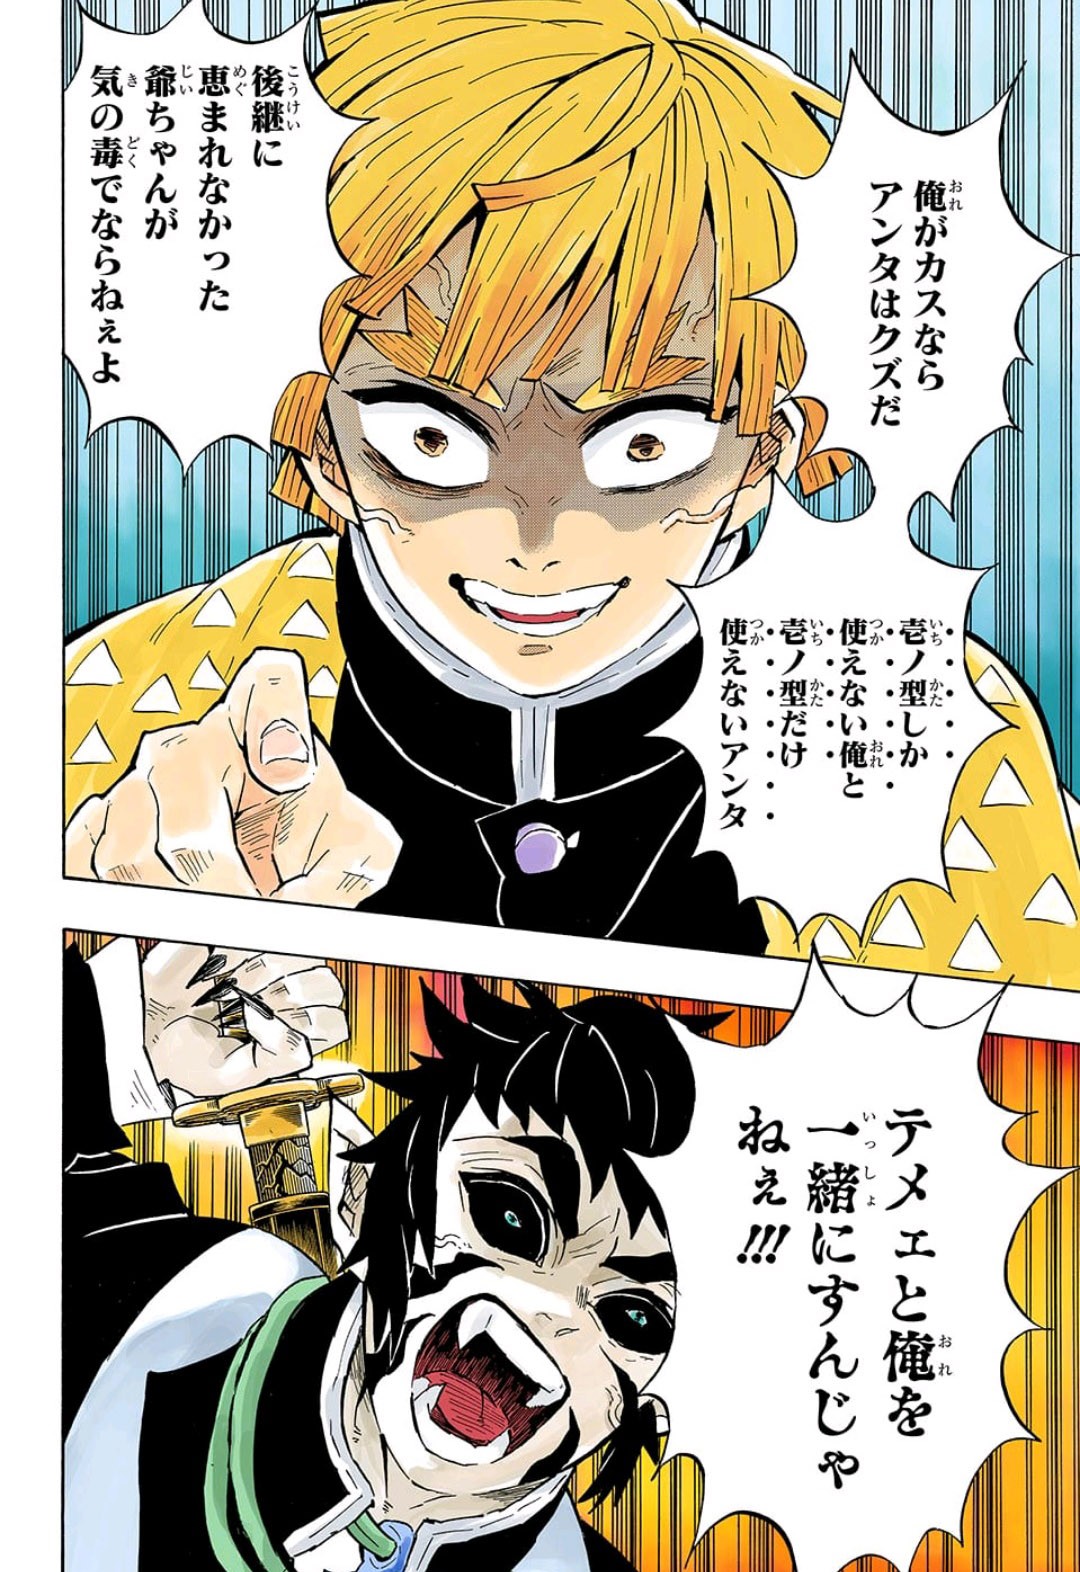 俺がカスなら
アンタはクズだ
壱ノ型しか
使えない俺と
壱ノ型だけ
使えないアンタ
後継に
恵まれなかった
爺ちゃんが
気の毒でならねぇよ
テメェと俺を
一緒にすんじゃ
ねぇ!!!